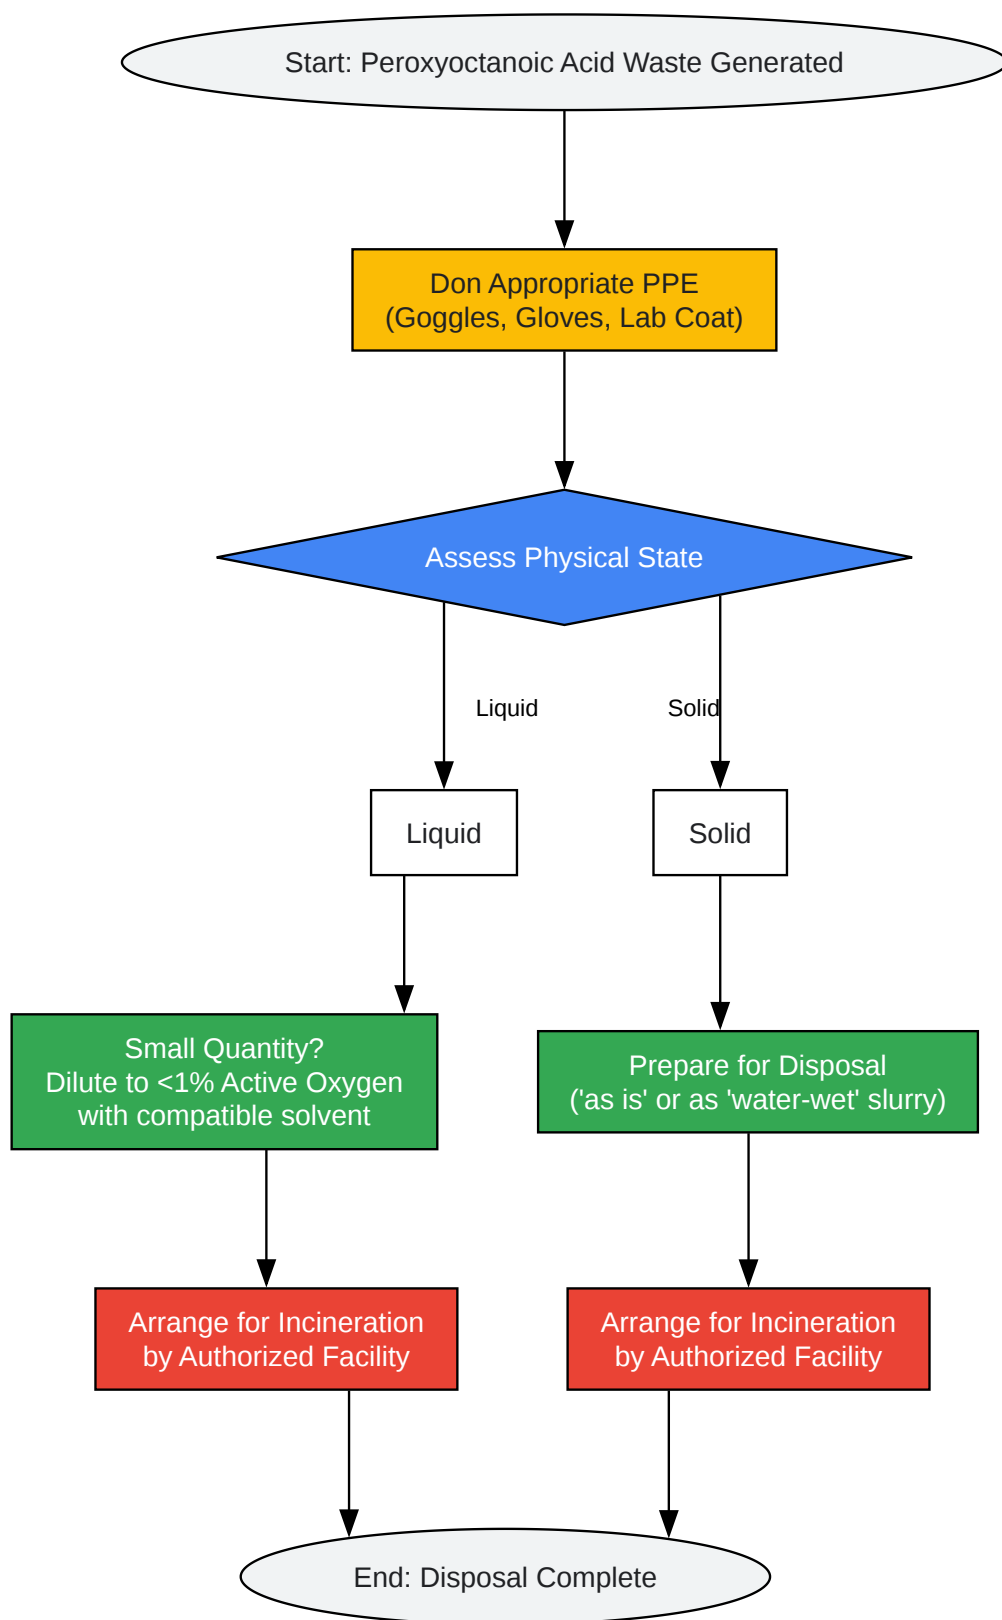 Start: Peroxyoctanoic Acid Waste Generated
Don Appropriate PPE
(Goggles, Gloves, Lab Coat)
Assess Physical State
Liquid
Solid
Liquid
Solid
Small Quantity?
Dilute to <1% Active Oxygen
with compatible solvent
Prepare for Disposal
('as is' or as 'water-wet' slurry)
Arrange for Incineration
by Authorized Facility
Arrange for Incineration
by Authorized Facility
End: Disposal Complete